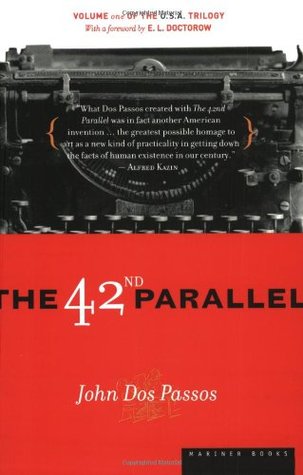 VOLUME one OF THE U.S.A. TRILOGY
With a foreword by E. L. DOCTOROW
"What Dos Passos created with The 42nd
Parallel was in fact another American
invention ... the greatest possible homage to
art as a new kind of practicality in getting down
the facts of human existence in our century."
— ALFRED KAZIN
THE 42ND PARALLEL
John Dos Passos
MARINER BOOKS